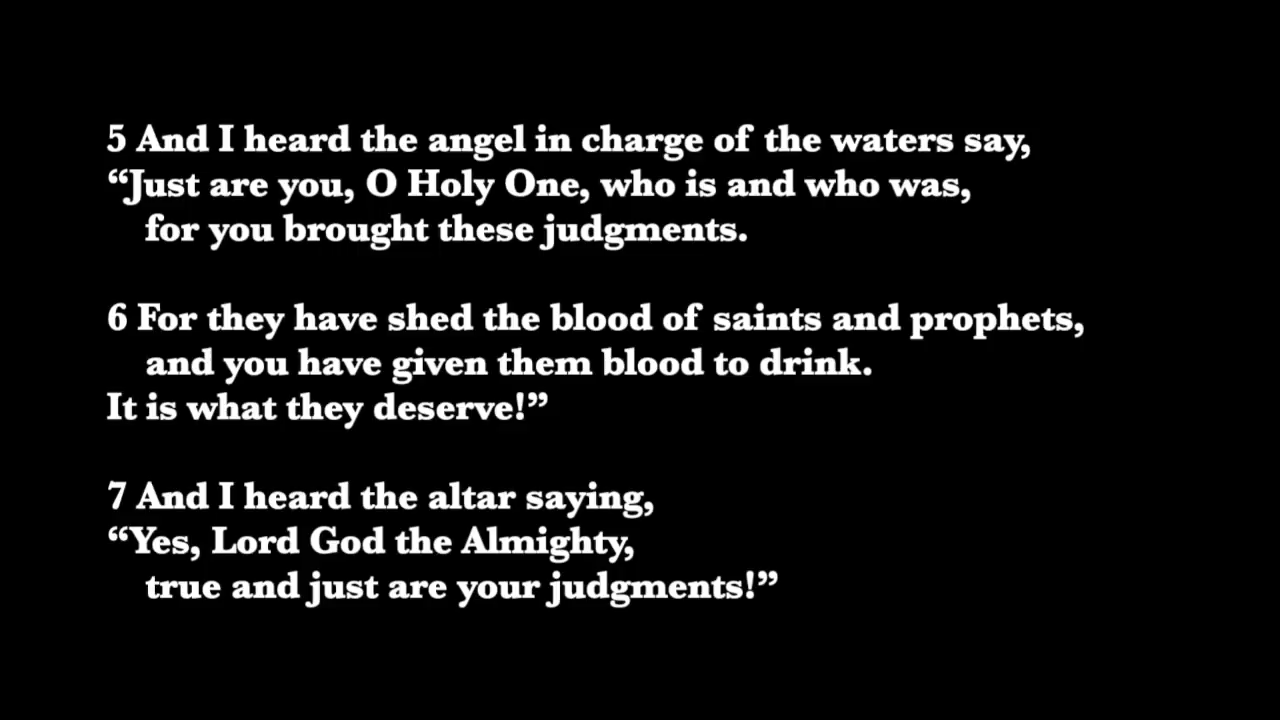 5 And I heard the angel in charge of the waters say,
“Just are you, O Holy One, who is and who was,
for you brought these judgments.
6 For they have shed the blood of saints and prophets,
and you have given them blood to drink.
It is what they deserve!”
7 And I heard the altar saying,
“Yes, Lord God the Almighty,
true and just are your judgments!”